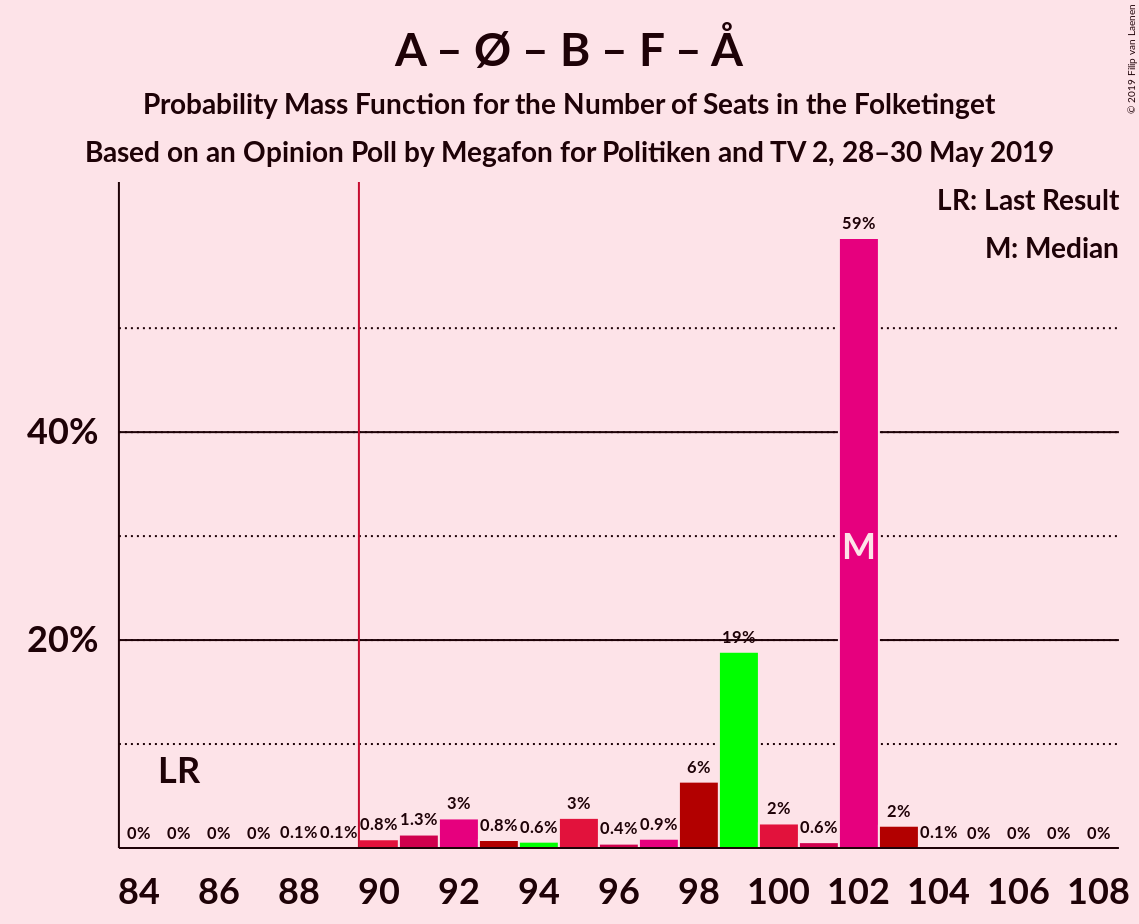 A – Ø – B – F – Å
Probability Mass Function for the Number of Seats in the Folketinget
Based on an Opinion Poll by Megafon for Politiken and TV 2, 28–30 May 2019
© 2019 Filip van Laenen
LR: Last Result
M: Median
59%
40%
M
20%
19%
LR
6%
0% 0% 0% 0% 0.1% 0.1% 0.8% 1.3% 3% 0.8% 0.6% 3% 0.4% 0.9% 2% 0.6% 2% 0.1% 0% 0% 0% 0%
84 86 88 90 92 94 96 98 100 102 104 106 108